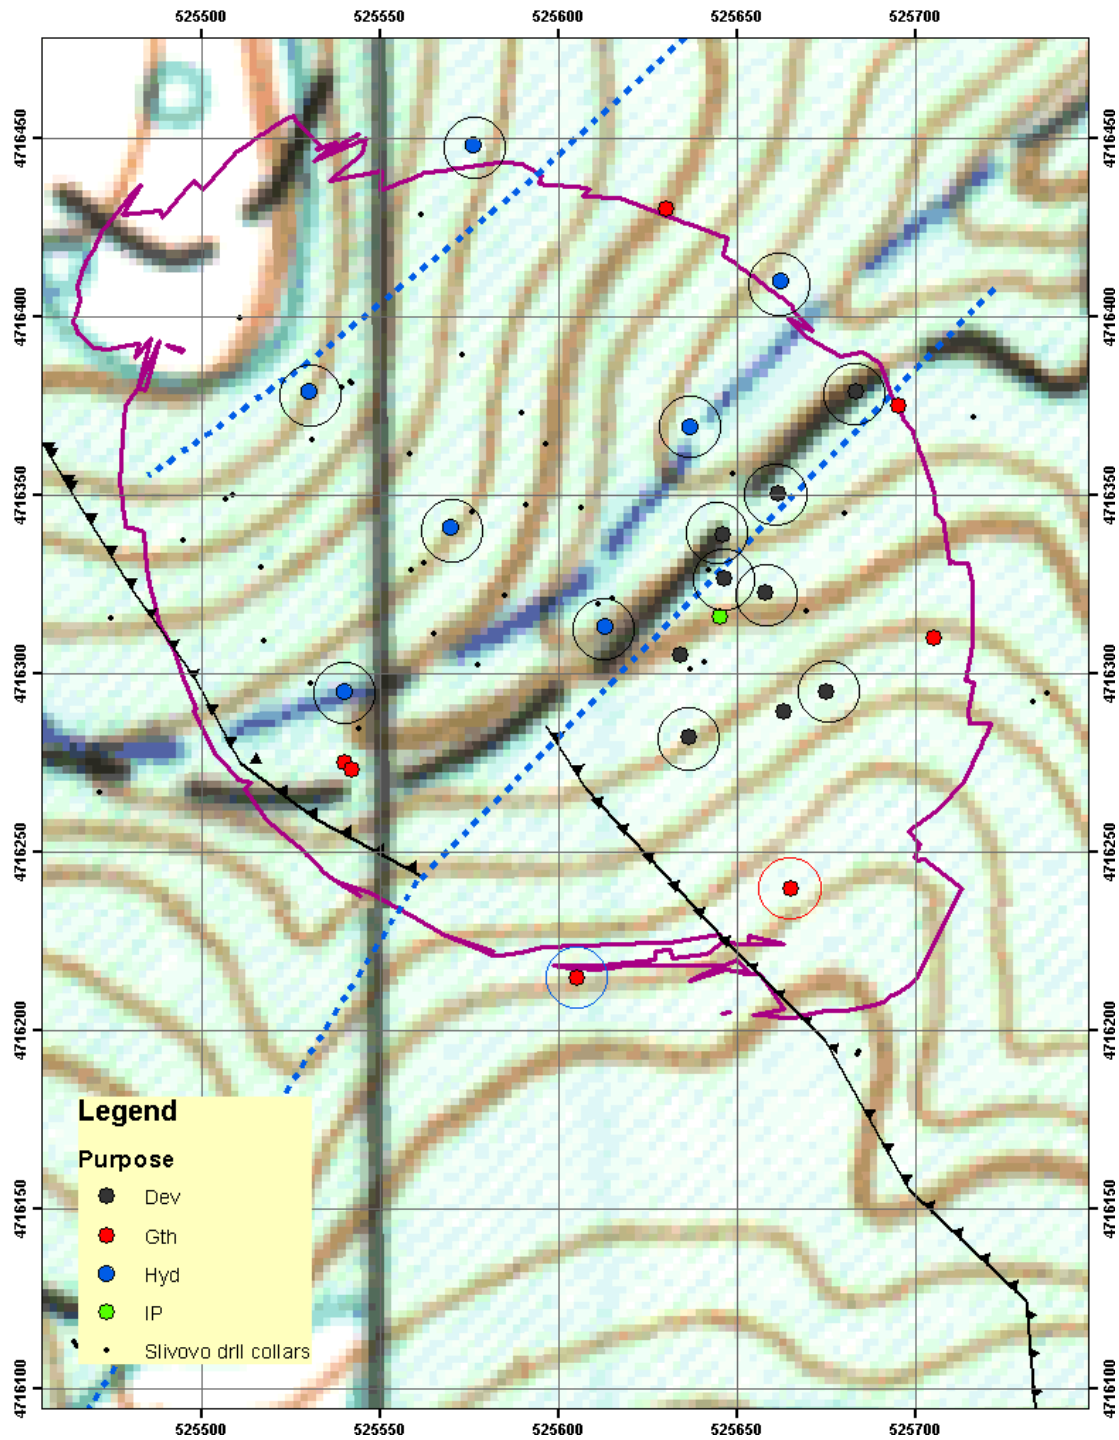 525500 525550 525600 525650 525700
4716450 4716450
4716400 4716400
4716350 4716350
4716300 4716300
4716250 4716250
4716200 4716200
4716150 4716150
4716100 4716100
Legend
Purpose
Dev
Gth
Hyd
IP
Slivovo drll collars
525500 525550 525600 525650 525700